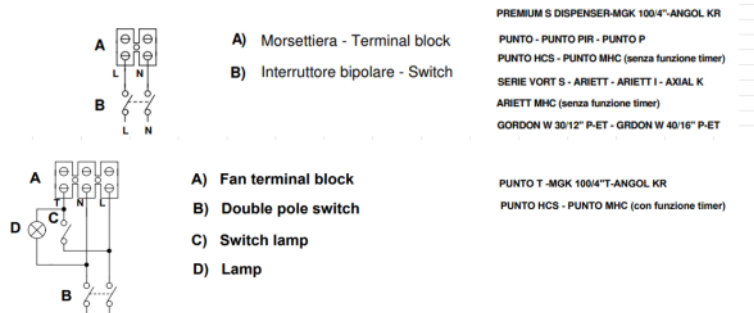 PREMIUM S DISPENSER-MGK 100/4"-ANGOL KR
A
A) Morsettiera - Terminal block
PUNTO - PUNTO PIR - PUNTO P
PUNTO HCS - PUNTO MHC (senza funzione timer)
L N
B) Interruttore bipolare - Switch
SERIE VORT S - ARIETT - ARIETT I - AXIAL K
B
ARIETT MHC (senza funzione timer)
L N
GORDON W 30/12" P-ET - GRDON W 40/16" P-ET
A
A) Fan terminal block
PUNTO T -MGK 100/4"T-ANGOL KR
T N L
B) Double pole switch
PUNTO HCS - PUNTO MHC (con funzione timer)
D C
C) Switch lamp
D) Lamp
B